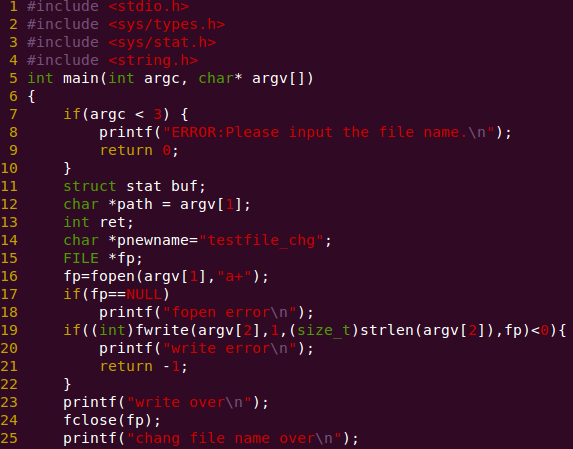 1 #include <stdio.h>
2 #include <sys/types.h>
3 #include <sys/stat.h>
4 #include <string.h>
5 int main(int argc, char* argv[])
6 {
7     if(argc < 3) {
8         printf("ERROR:Please input the file name.\n");
9         return 0;
10     }
11     struct stat buf;
12     char *path = argv[1];
13     int ret;
14     char *pnewname="testfile_chg";
15     FILE *fp;
16     fp=fopen(argv[1],"a+");
17     if(fp==NULL)
18         printf("fopen error\n");
19     if((int)fwrite(argv[2],1,(size_t)strlen(argv[2]),fp)<0){
20         printf("write error\n");
21         return -1;
22     }
23     printf("write over\n");
24     fclose(fp);
25     printf("chang file name over\n");